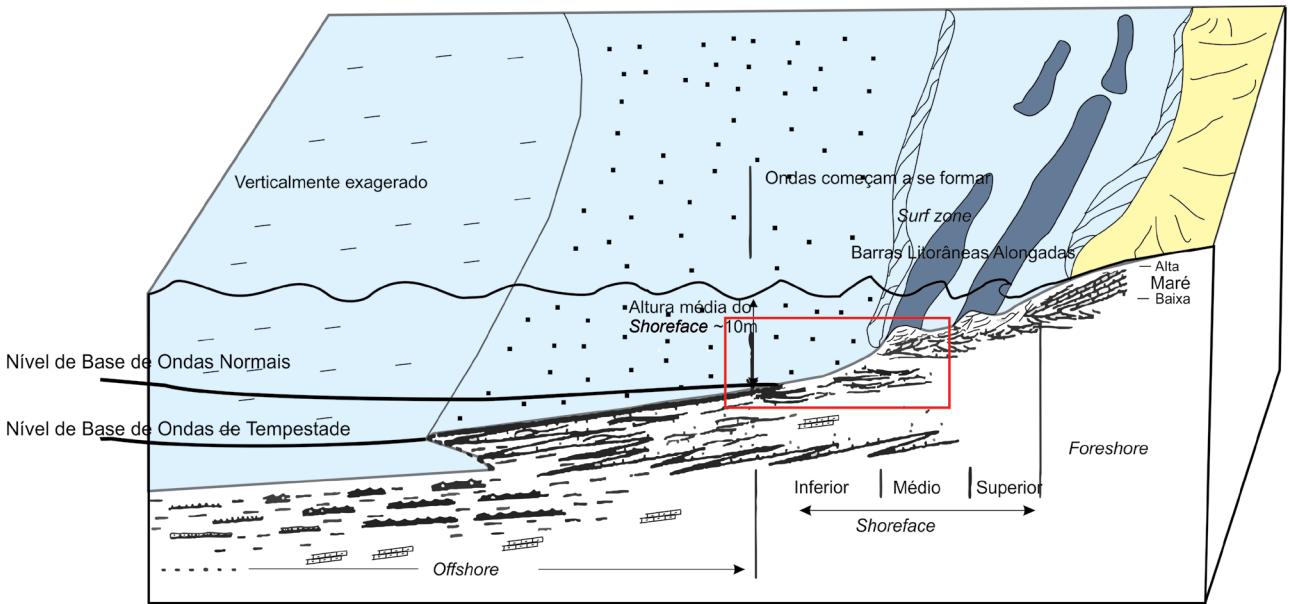 Verticalmente exagerado
Ondas começam a se formar
Surf zone
Barras Litorâneas Alongadas
Alta
Maré
Baixa
Altura média do
Shoreface ~10m
Nível de Base de Ondas Normais
Nível de Base de Ondas de Tempestade
Foreshore
Inferior
Médio
Superior
Shoreface
Offshore